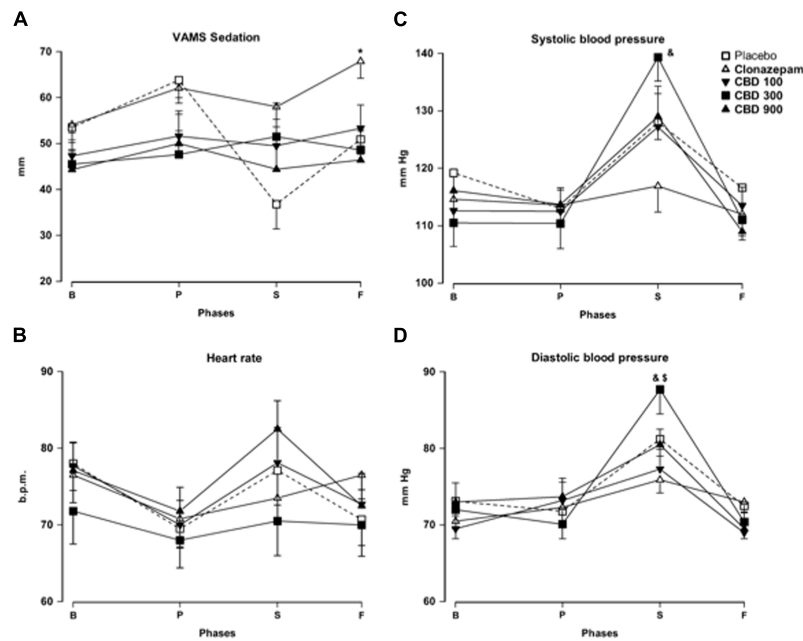 A
VAMS Sedation
70
60
50
40
30
20
mm
*
B P S F
Phases
B
Heart rate
90
80
70
60
b.p.m.
B P S F
Phases
C
Systolic blood pressure
140
130
120
110
100
mm Hg
&
Placebo
Clonazepam
CBD 100
CBD 300
CBD 900
B P S F
Phases
D
Diastolic blood pressure
90
80
70
60
mm Hg
& $
B P S F
Phases